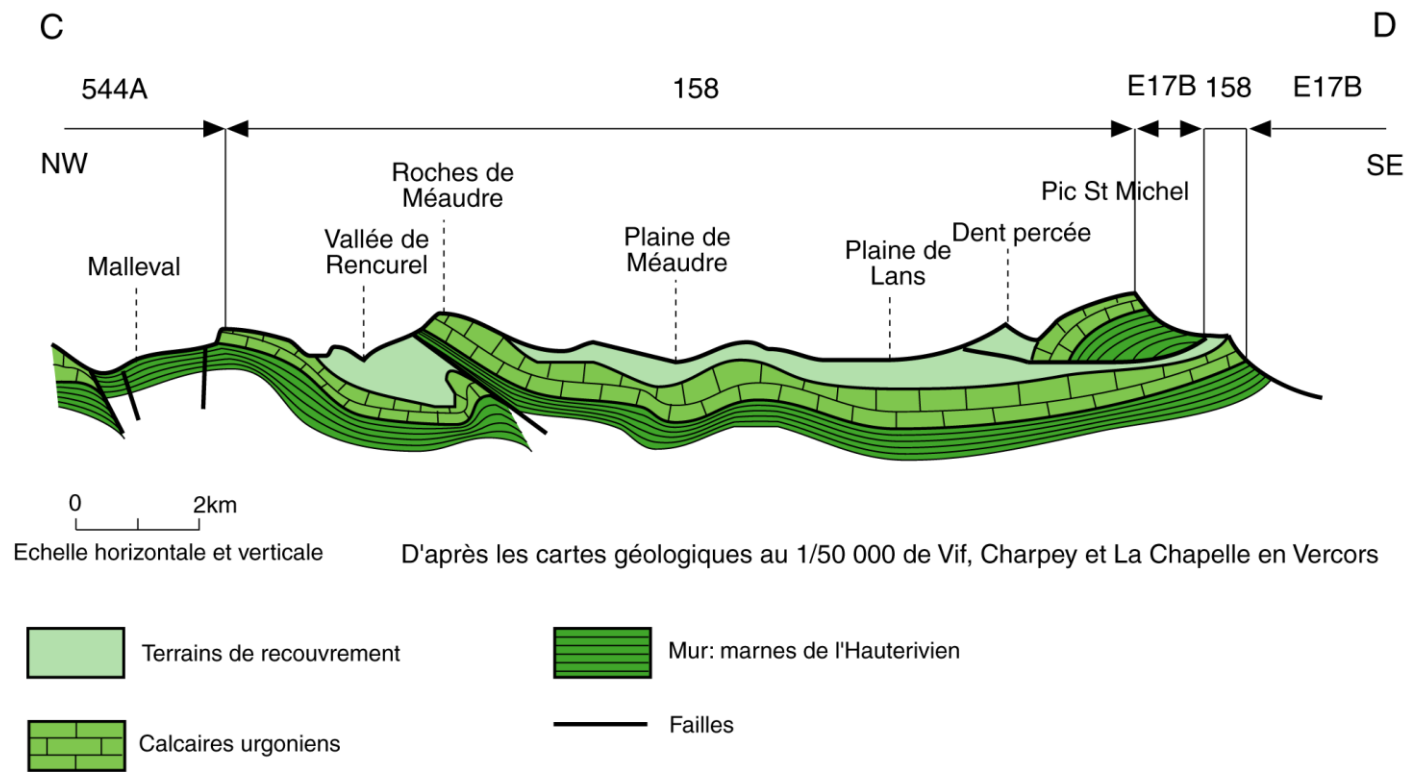 C
D
544A
158
E17B
158
E17B
NW
SE
Roches de
Méaudre
Pic St Michel
Malleval
Vallée de
Rencurel
Plaine de
Méaudre
Plaine de
Lans
Dent percée
0
2km
Echelle horizontale et verticale
D'après les cartes géologiques au 1/50 000 de Vif, Charpey et La Chapelle en Vercors
Terrains de recouvrement
Mur: marnes de l'Hauterivien
Calcaires urgoniens
Failles